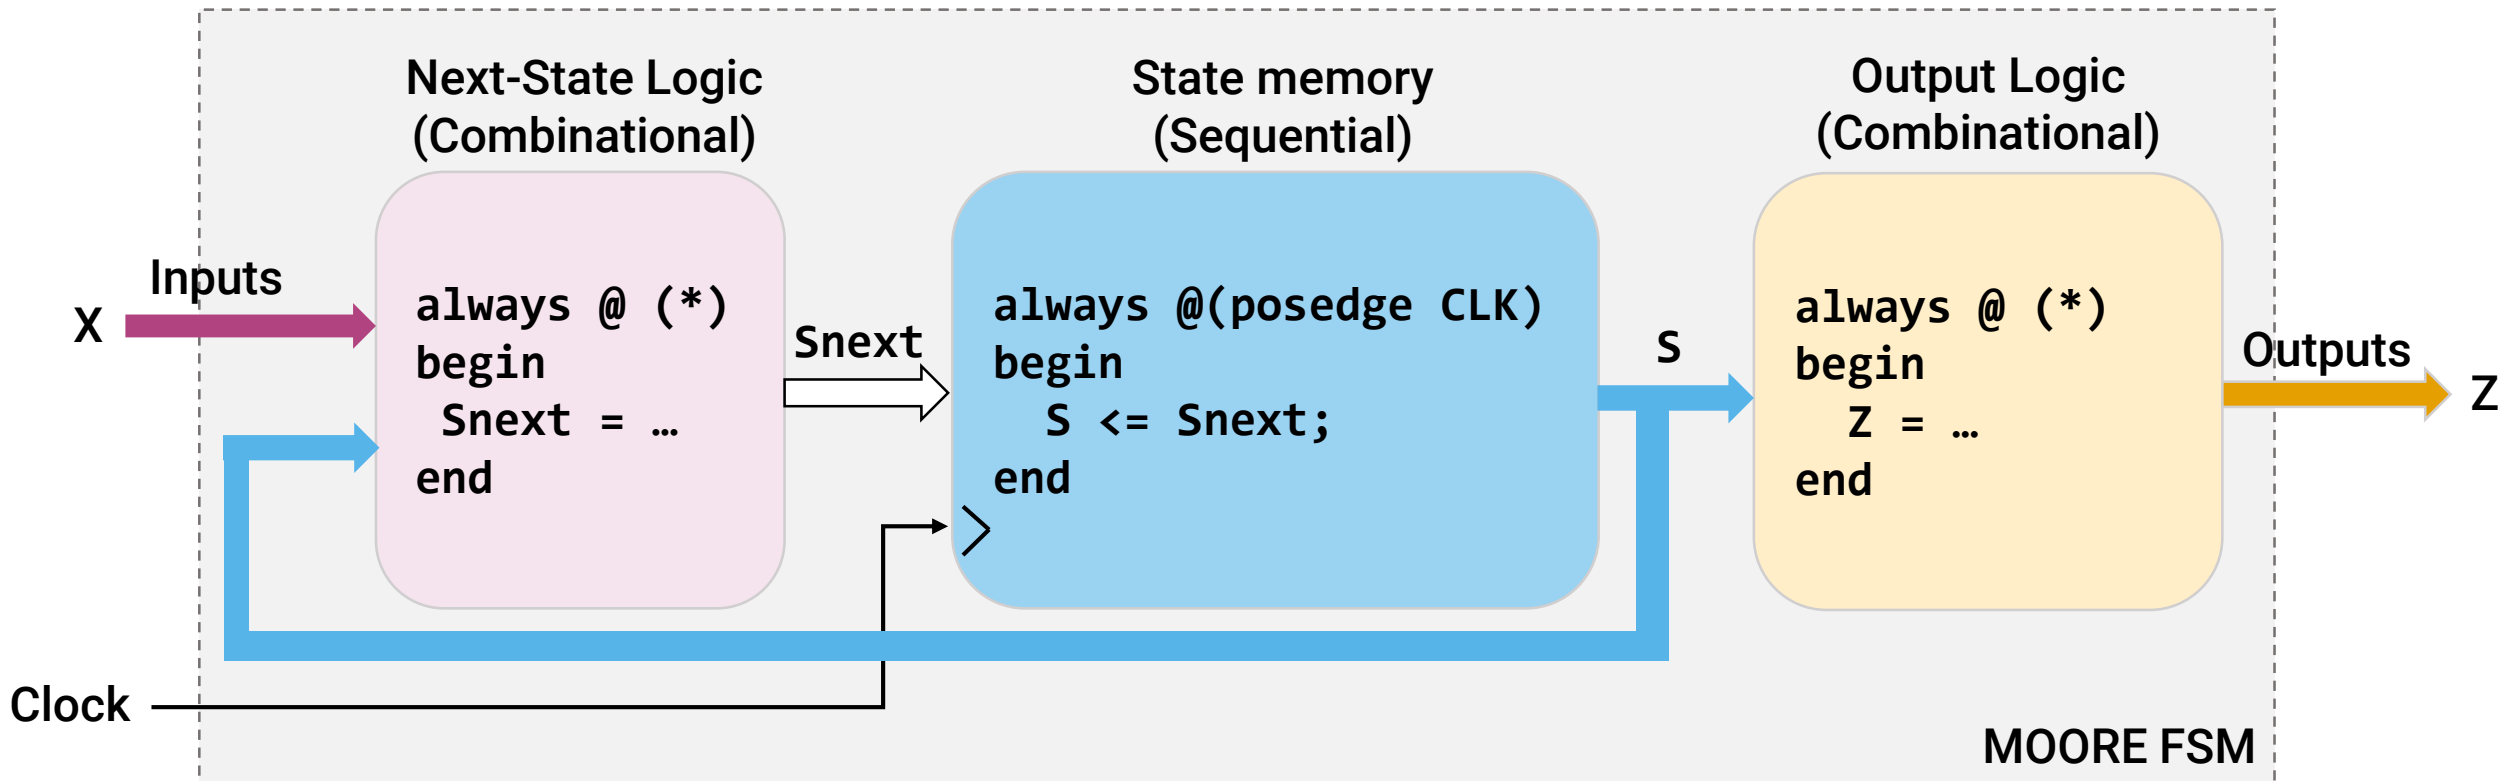 Next-State Logic
(Combinational)
State memory
(Sequential)
Output Logic
(Combinational)
Inputs
X
always @ (*)
begin
Snext = …
end
Snext
always @(posedge CLK)
begin
S <= Snext;
end
S
always @ (*)
begin
Z = …
end
Outputs
Z
Clock
MOORE FSM